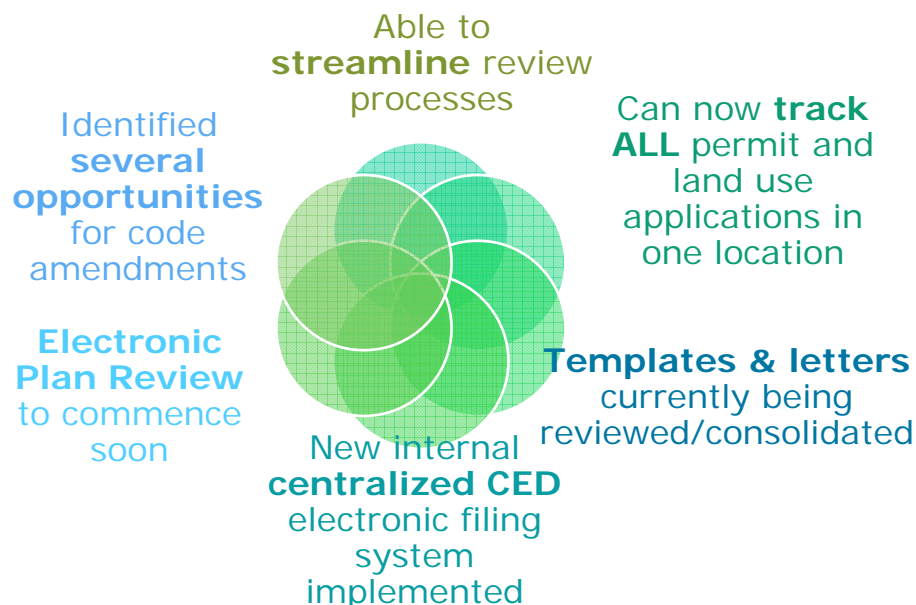 Able to
streamline review
processes
Can now track
ALL permit and
land use
applications in
one location
Templates & letters
currently being
reviewed/consolidated
New internal
centralized CED
electronic filing
system
implemented
Electronic
Plan Review
to commence
soon
Identified
several
opportunities
for code
amendments